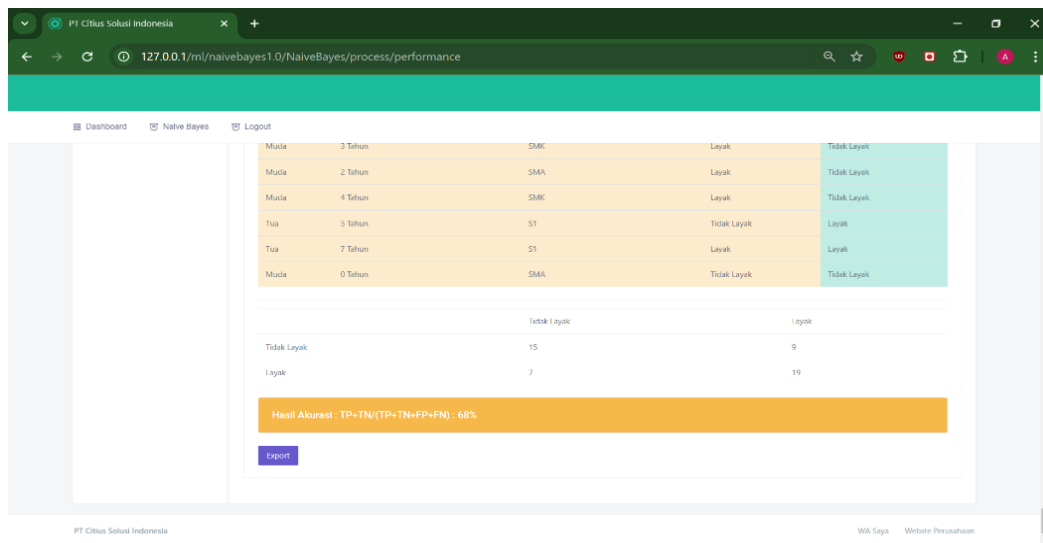 PT Citius Solusi Indonesia
127.0.0.1/ml/naivebayes1.0/NaiveBayes/process/performance
A
Dashboard Naive Bayes Logout
Muda 3 Tahun SMK Layak Tidak Layak
Muda 2 Tahun SMA Layak Tidak Layak
Muda 4 Tahun SMK Layak Tidak Layak
Tua 5 Tahun S1 Tidak Layak Layak
Tua 7 Tahun S1 Layak Layak
Muda 0 Tahun SMA Tidak Layak Tidak Layak
Tidak Layak Layak
Tidak Layak 15 9
Layak 7 19
Hasil Akurasi : TP+TN/(TP+TN+FP+FN) : 68%
Export
PT Citius Solusi Indonesia WA Saya Webste Perusahaan